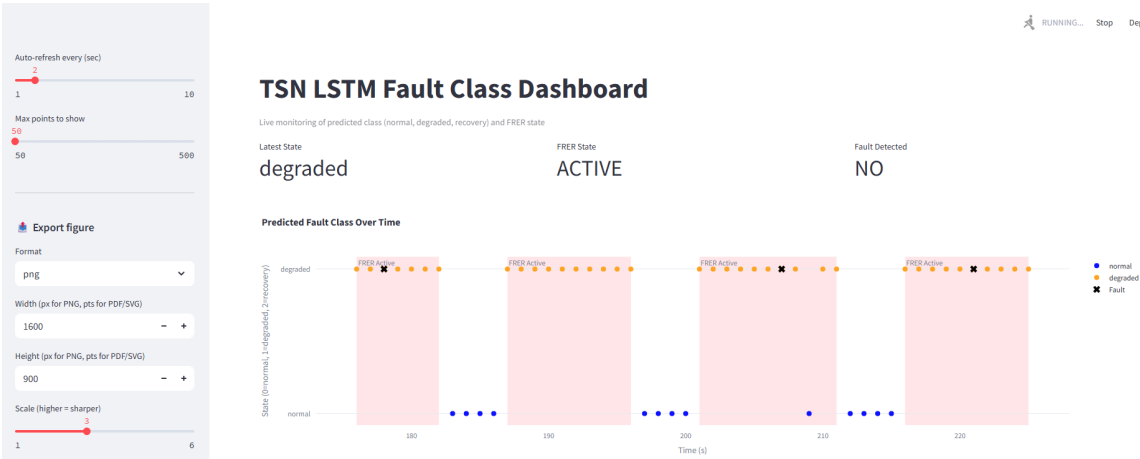 RUNNING... Stop
Auto-refresh every (sec)
2
1 10
Max points to show
50
50 500
Export figure
Format
png
Width (px for PNG, pts for PDF/SVG)
1600 − +
Height (px for PNG, pts for PDF/SVG)
900 − +
Scale (higher = sharper)
3
1 6
TSN LSTM Fault Class Dashboard
Live monitoring of predicted class (normal, degraded, recovery) and FRER state
Latest State FRER State Fault Detected
degraded ACTIVE NO
Predicted Fault Class Over Time
FRER Active FRER Active FRER Active FRER Active
degraded
normal
State (0=normal, 1=degraded, 2=recovery)
180 190 200 210 220
Time (s)
normal
degraded
Fault